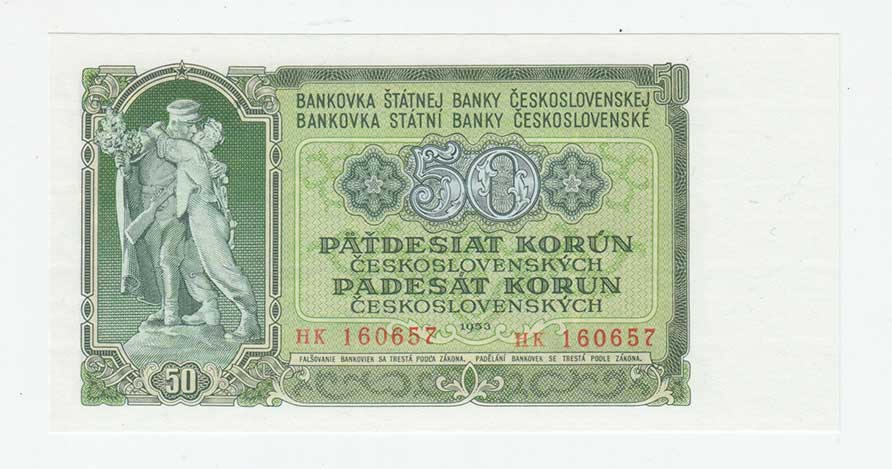 50
BANKOVKA ŠTÁTNEJ BANKY ČESKOSLOVENSKEJ
BANKOVKA STÁTNÍ BANKY ČESKOSLOVENSKÉ
50
PÄŤDESIAT KORÚN
ČESKOSLOVENSKÝCH
PADESÁT KORUN
ČESKOSLOVENSKÝCH
1953
HK 160657 HK 160657
FALŠOVANIE BANKOVIEK SA TRESTÁ PODĽA ZÁKONA. PADĚLÁNÍ BANKOVEK SE TRESTÁ PODLE ZÁKONA.
50